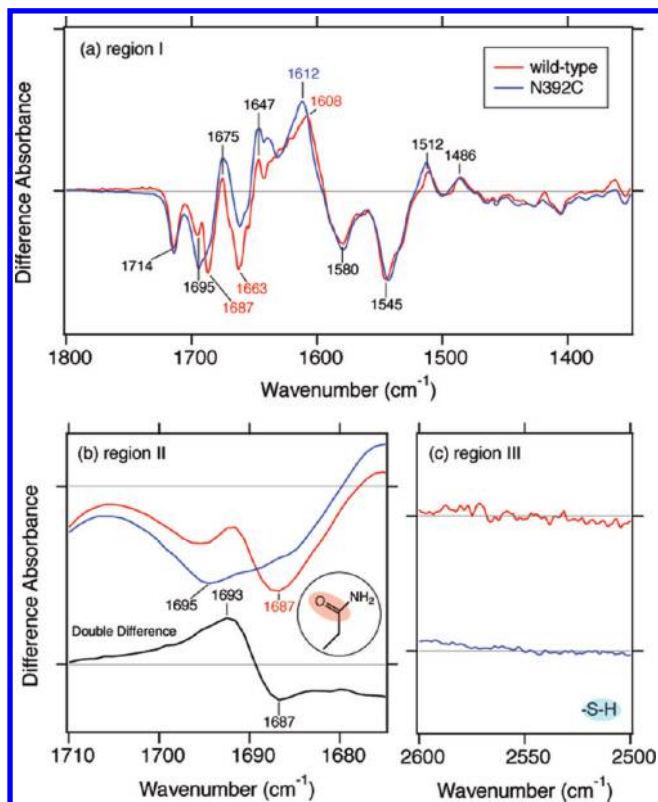 (a) region I
wild-type
N392C
1612
1608
1647
1675
1512
1486
1714
1695
1687
1663
1580
1545
Difference Absorbance
1800
1700
1600
1500
1400
Wavenumber (cm⁻¹)
(b) region II
1695
1693
1687
Double Difference
O
NH₂
1687
Difference Absorbance
1710
1700
1690
1680
Wavenumber (cm⁻¹)
(c) region III
-S-H
2600
2550
2500
Wavenumber (cm⁻¹)